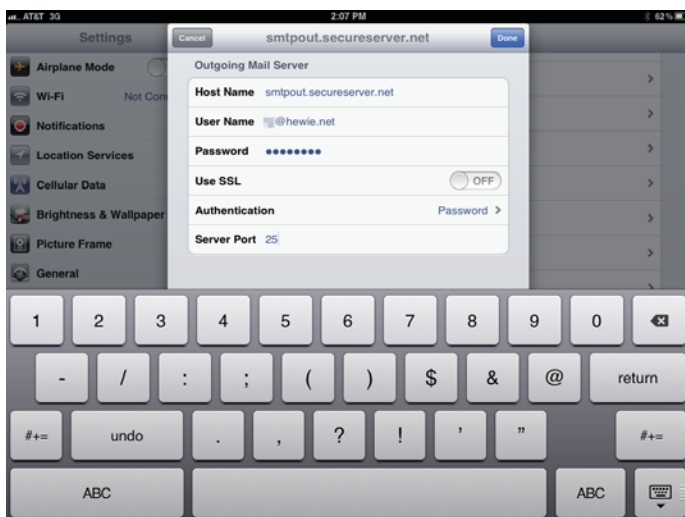 AT&T 3G 2:07 PM 62%
Settings
Cancel smtpout.secureserver.net Done
Outgoing Mail Server
Airplane Mode
Host Name smtpout.secureserver.net
Wi-Fi Not Con
User Name @hewie.net
Notifications
Password ●●●●●●●●
Location Services
Use SSL OFF
Cellular Data
Authentication Password >
Brightness & Wallpaper
Server Port 25
Picture Frame
General
1 2 3 4 5 6 7 8 9 0
- / : ; ( ) $ & @ return
#+= undo . , ? ! ' " #+=
ABC ABC